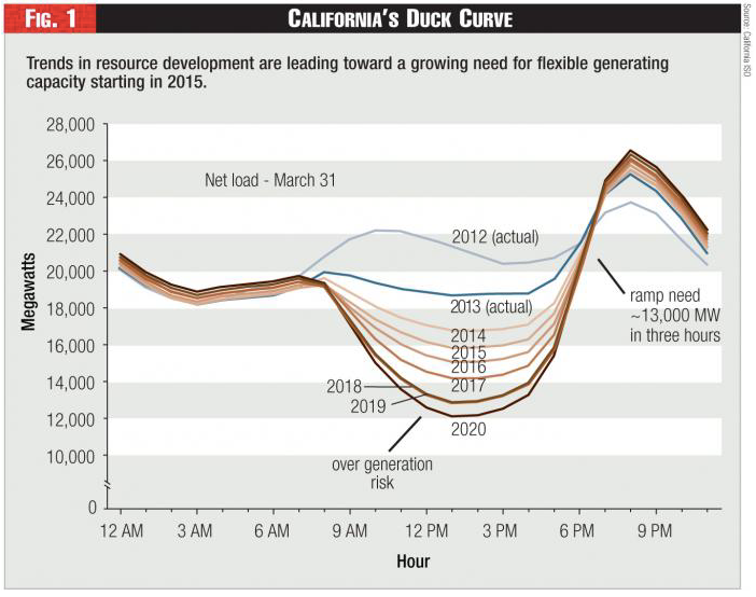 FIG. 1
CALIFORNIA'S DUCK CURVE
Source: California ISO
Trends in resource development are leading toward a growing need for flexible generating
capacity starting in 2015.
28,000
26,000
24,000
22,000
20,000
18,000
16,000
14,000
12,000
10,000
0
Megawatts
Net load - March 31
2012 (actual)
2013 (actual)
2014
2015
2016
2017
2018
2019
2020
ramp need
~13,000 MW
in three hours
over generation
risk
12 AM
3 AM
6 AM
9 AM
12 PM
3 PM
6 PM
9 PM
Hour